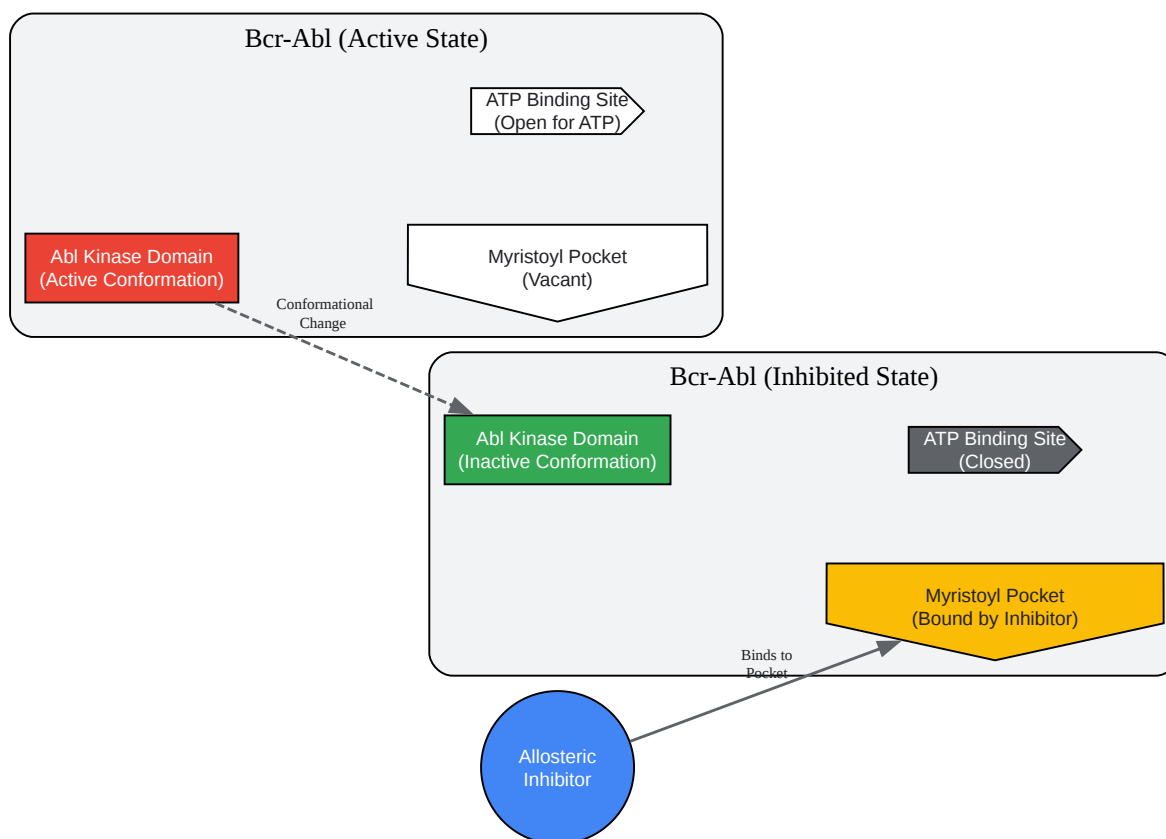 Bcr-Abl (Active State)
ATP Binding Site
(Open for ATP)
Abl Kinase Domain
(Active Conformation)
Myristoyl Pocket
(Vacant)
Conformational
Change
Bcr-Abl (Inhibited State)
Abl Kinase Domain
(Inactive Conformation)
ATP Binding Site
(Closed)
Myristoyl Pocket
(Bound by Inhibitor)
Binds to
Pocket
Allosteric
Inhibitor